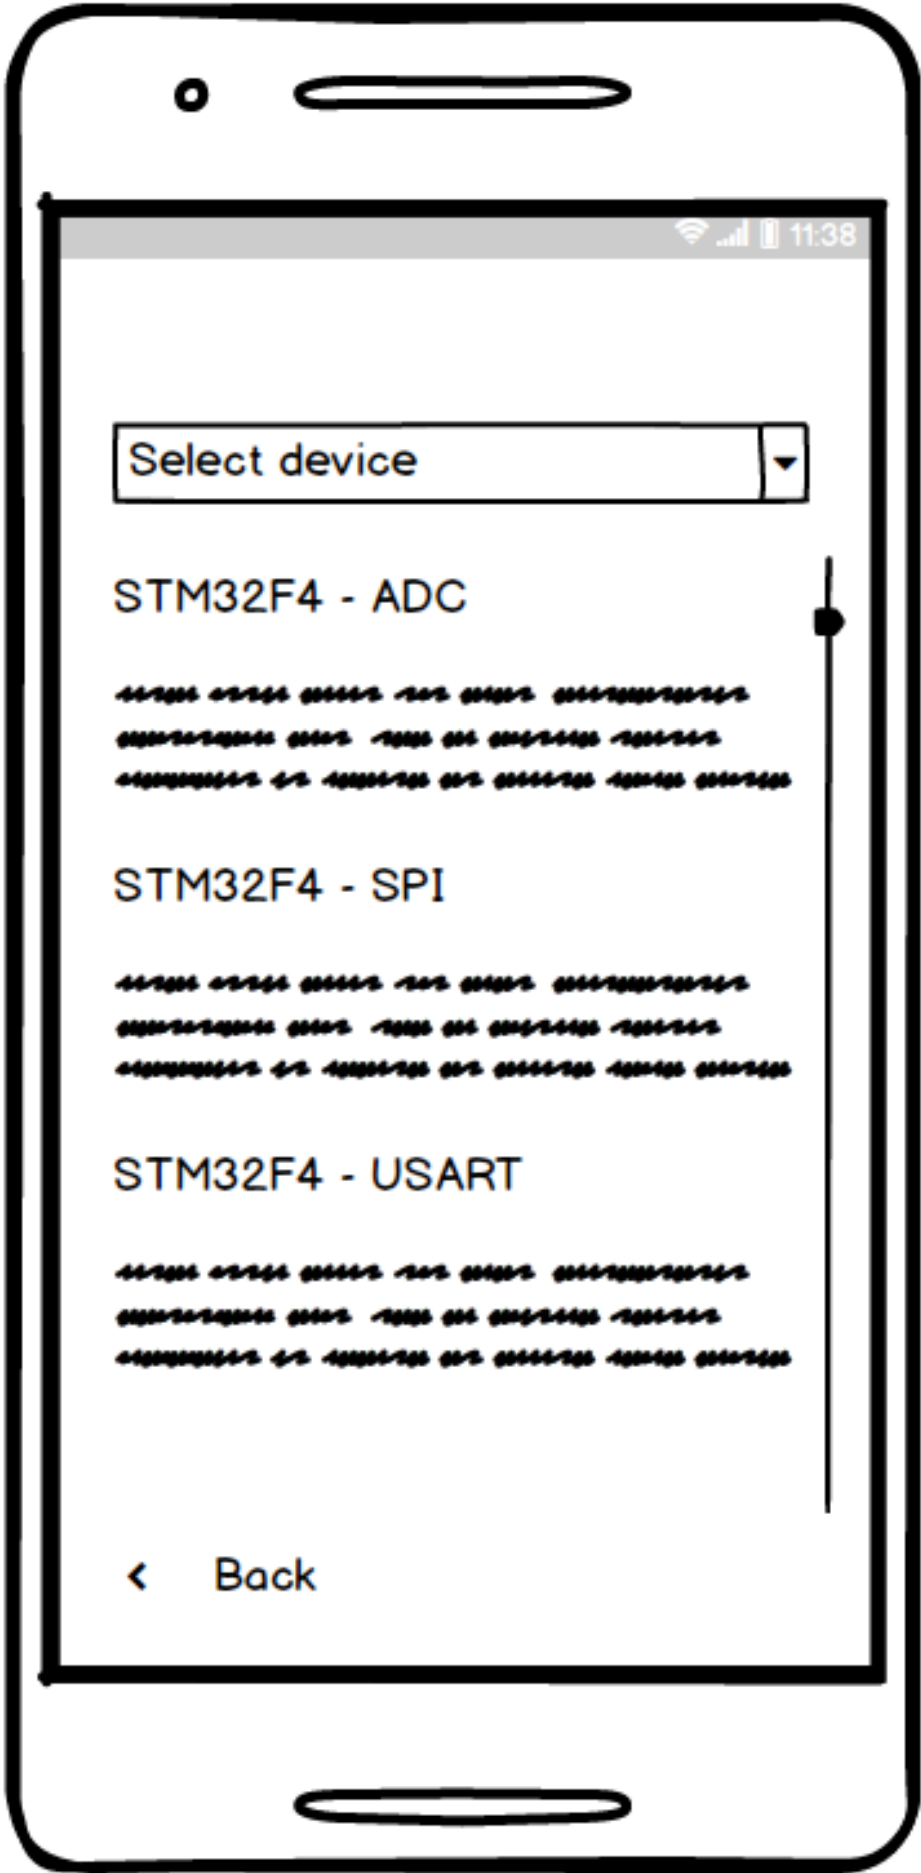 11:38
Select device
STM32F4 - ADC
STM32F4 - SPI
STM32F4 - USART
Back